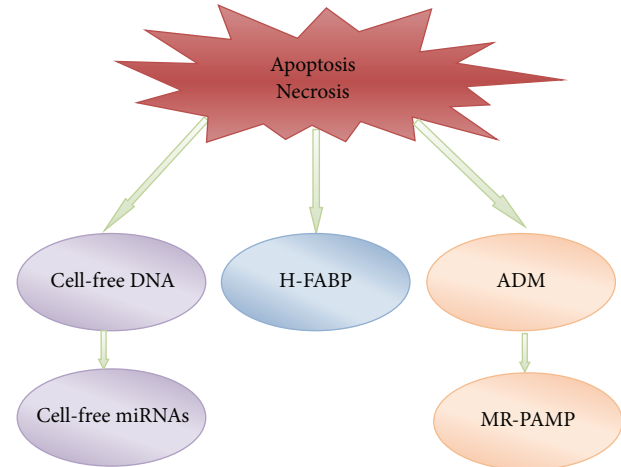 Apoptosis
Necrosis
Cell-free DNA
H-FABP
ADM
Cell-free miRNAs
MR-PAMP